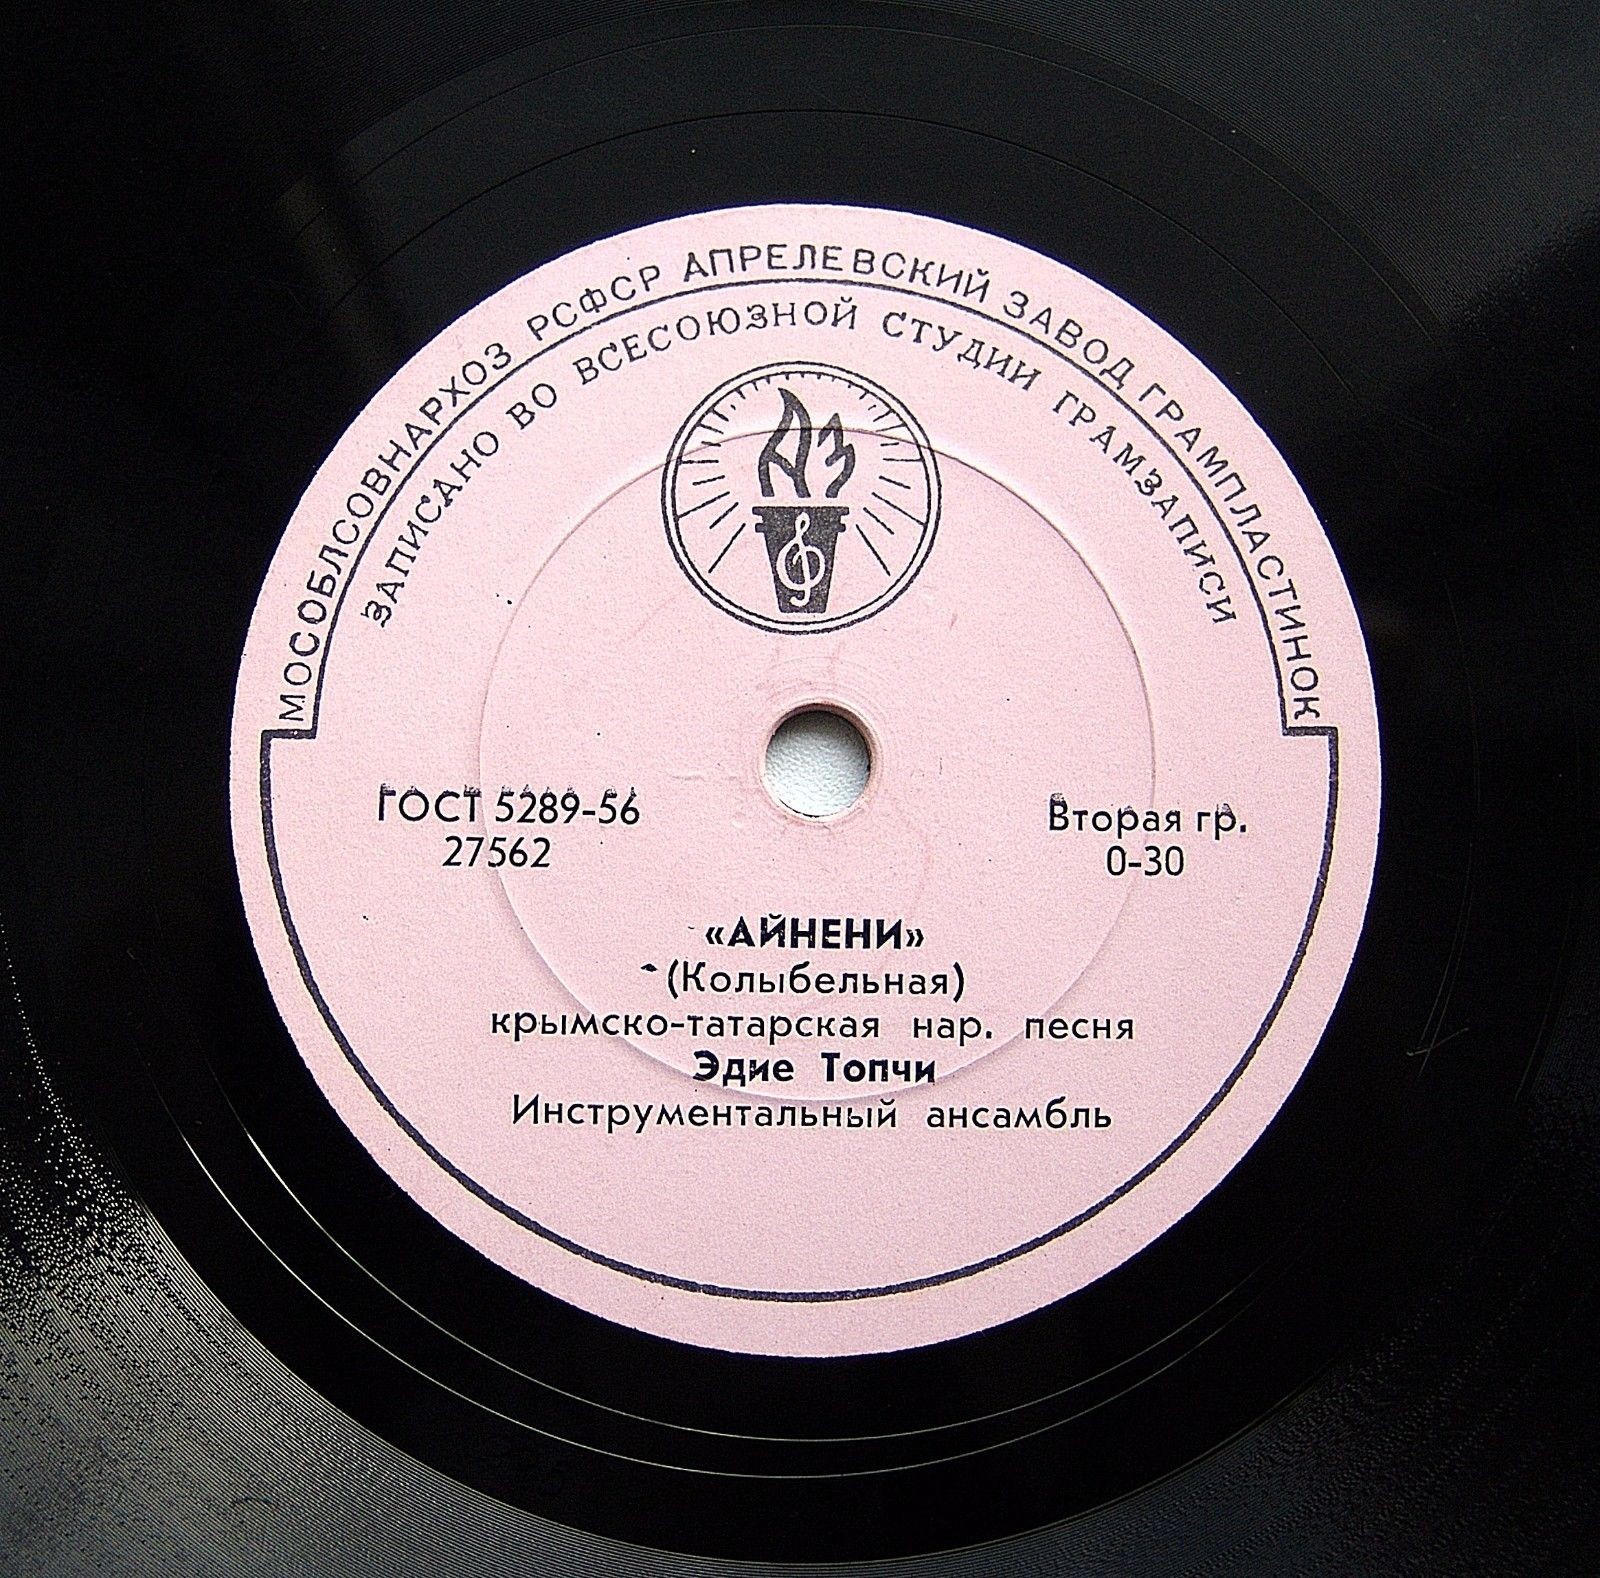 МОСОБЛСОВНАРХОЗ РСФСР АПРЕЛЕВСКИЙ ЗАВОД ГРАМПЛАСТИНОК
ЗАПИСАНО ВО ВСЕСОЮЗНОЙ СТУДИИ ГРАМЗАПИСИ
АЗ
ГОСТ 5289-56
27562
Вторая гр.
0-30
«АЙНЕНИ»
(Колыбельная)
крымско-татарская нар. песня
Эдие Топчи
Инструментальный ансамбль